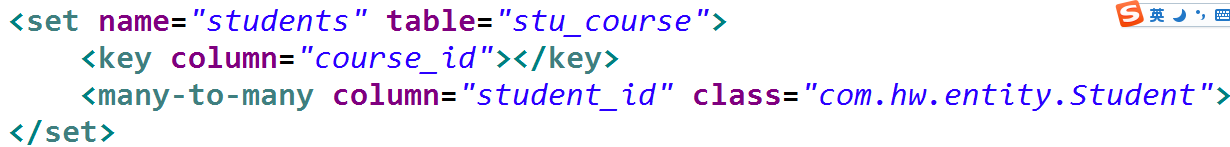 <set name="students" table="stu_course">
    <key column="course_id"></key>
    <many-to-many column="student_id" class="com.hw.entity.Student">
</set>
S 英